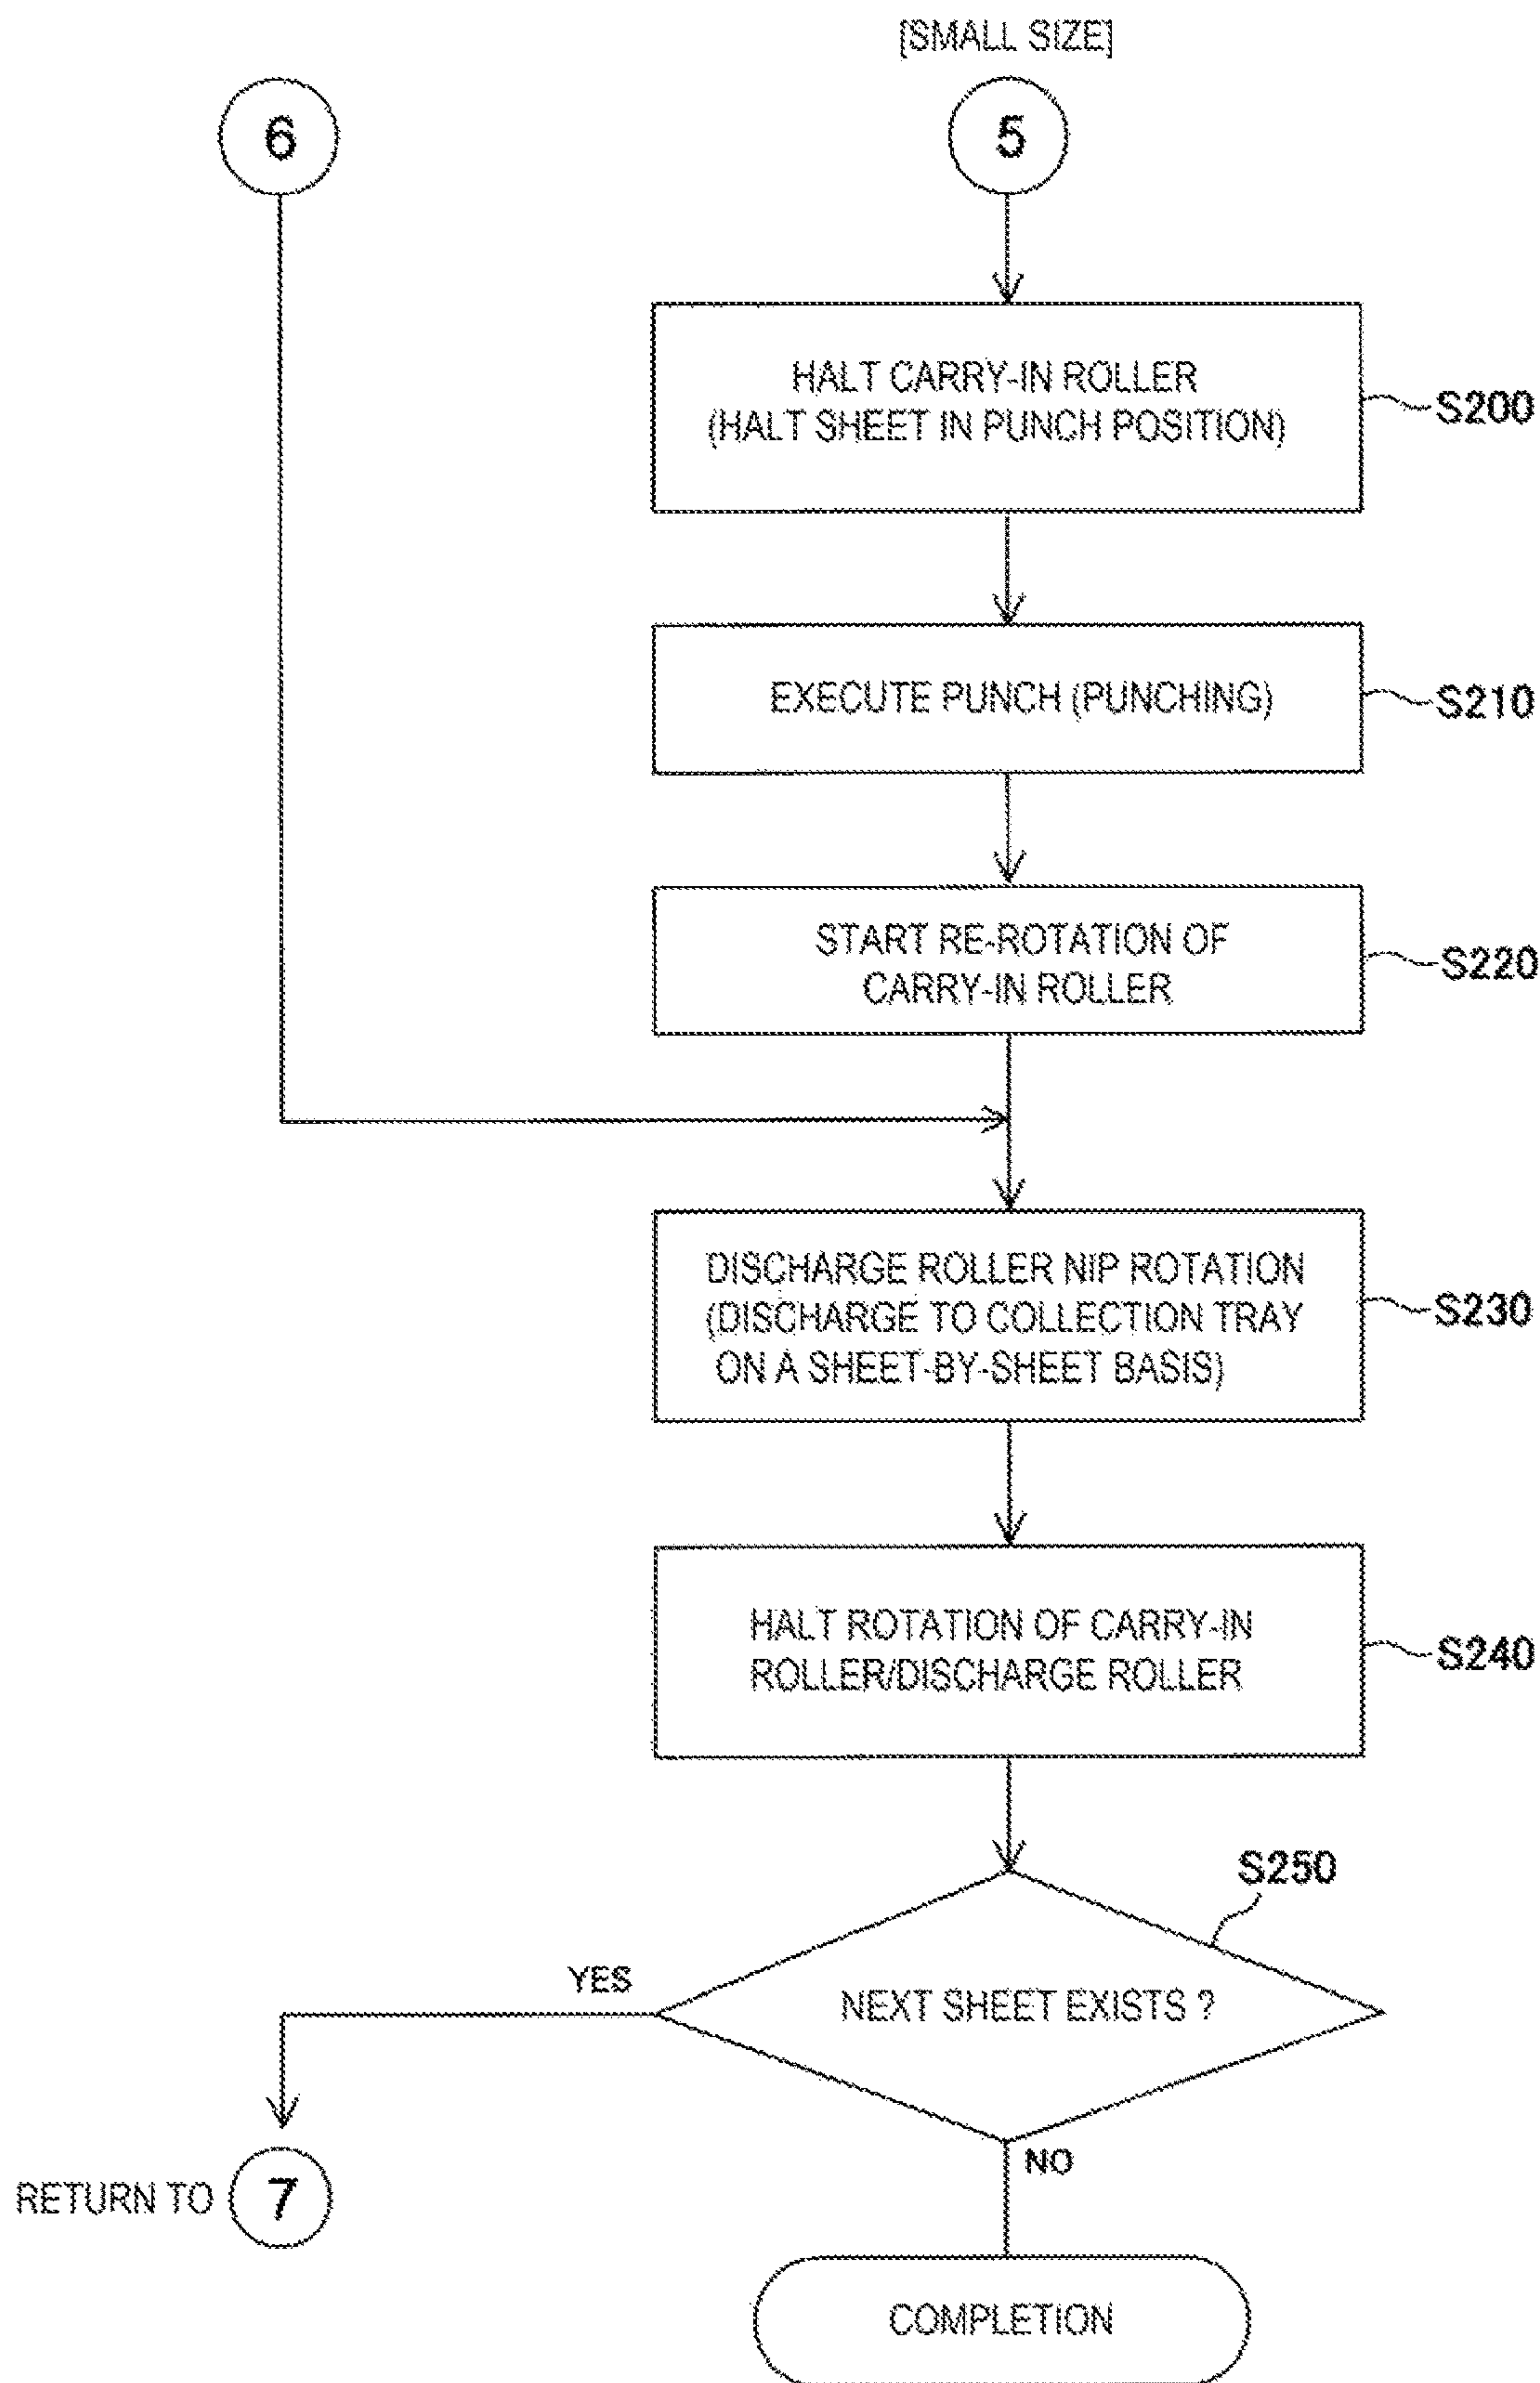 [SMALL SIZE]
6
5
HALT CARRY-IN ROLLER
(HALT SHEET IN PUNCH POSITION)
S200
EXECUTE PUNCH (PUNCHING)
S210
START RE-ROTATION OF
CARRY-IN ROLLER
S220
DISCHARGE ROLLER NIP ROTATION
(DISCHARGE TO COLLECTION TRAY
ON A SHEET-BY-SHEET BASIS)
S230
HALT ROTATION OF CARRY-IN
ROLLER/DISCHARGE ROLLER
S240
S250
YES
NEXT SHEET EXISTS ?
NO
RETURN TO 7
COMPLETION